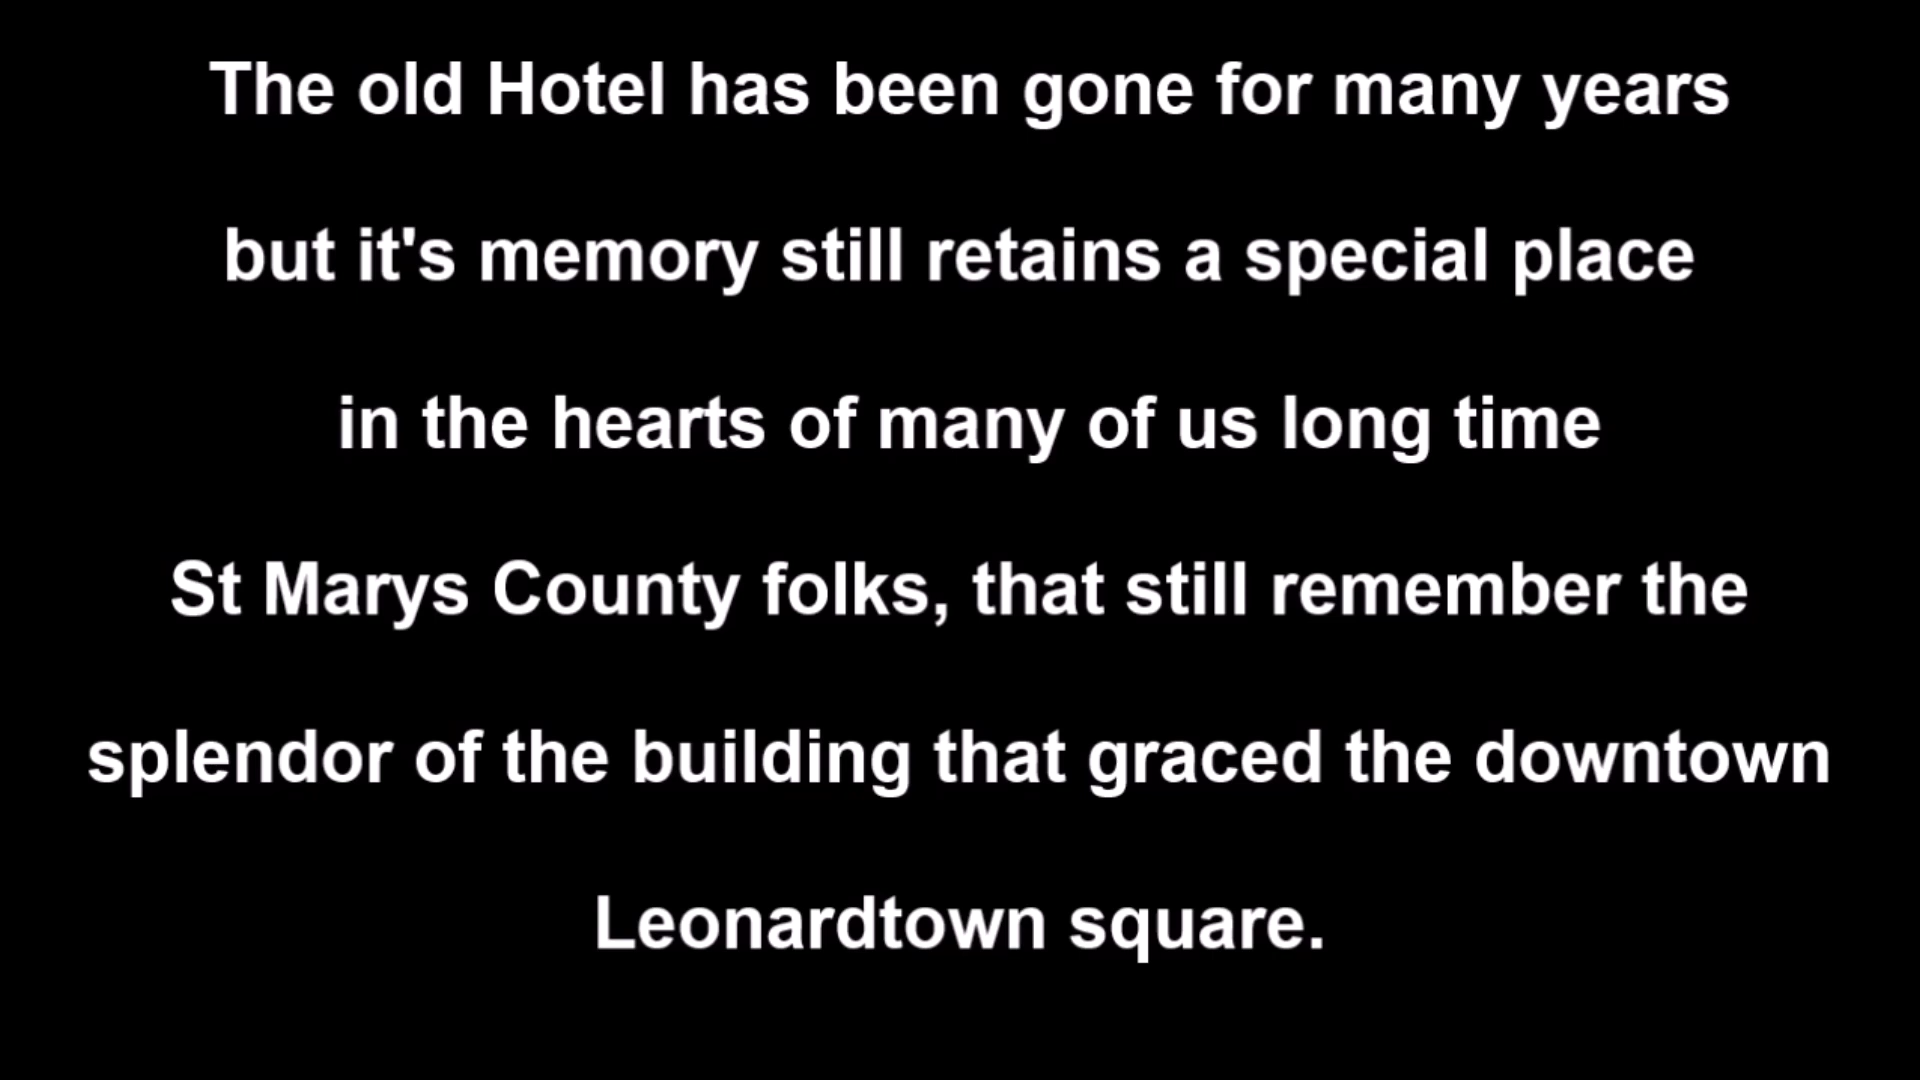 The old Hotel has been gone for many years
but it's memory still retains a special place
in the hearts of many of us long time
St Marys County folks, that still remember the
splendor of the building that graced the downtown
Leonardtown square.